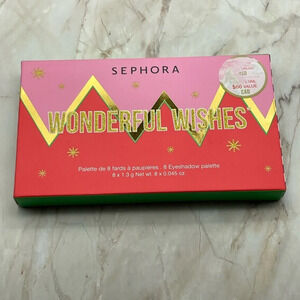 SEPHORA
$90 VALUE
WONDERFUL WISHES
Palette de 8 fards à paupières . 8 Eyeshadow palette
8 x 1.3 g Net wt. 8 x 0.045 oz